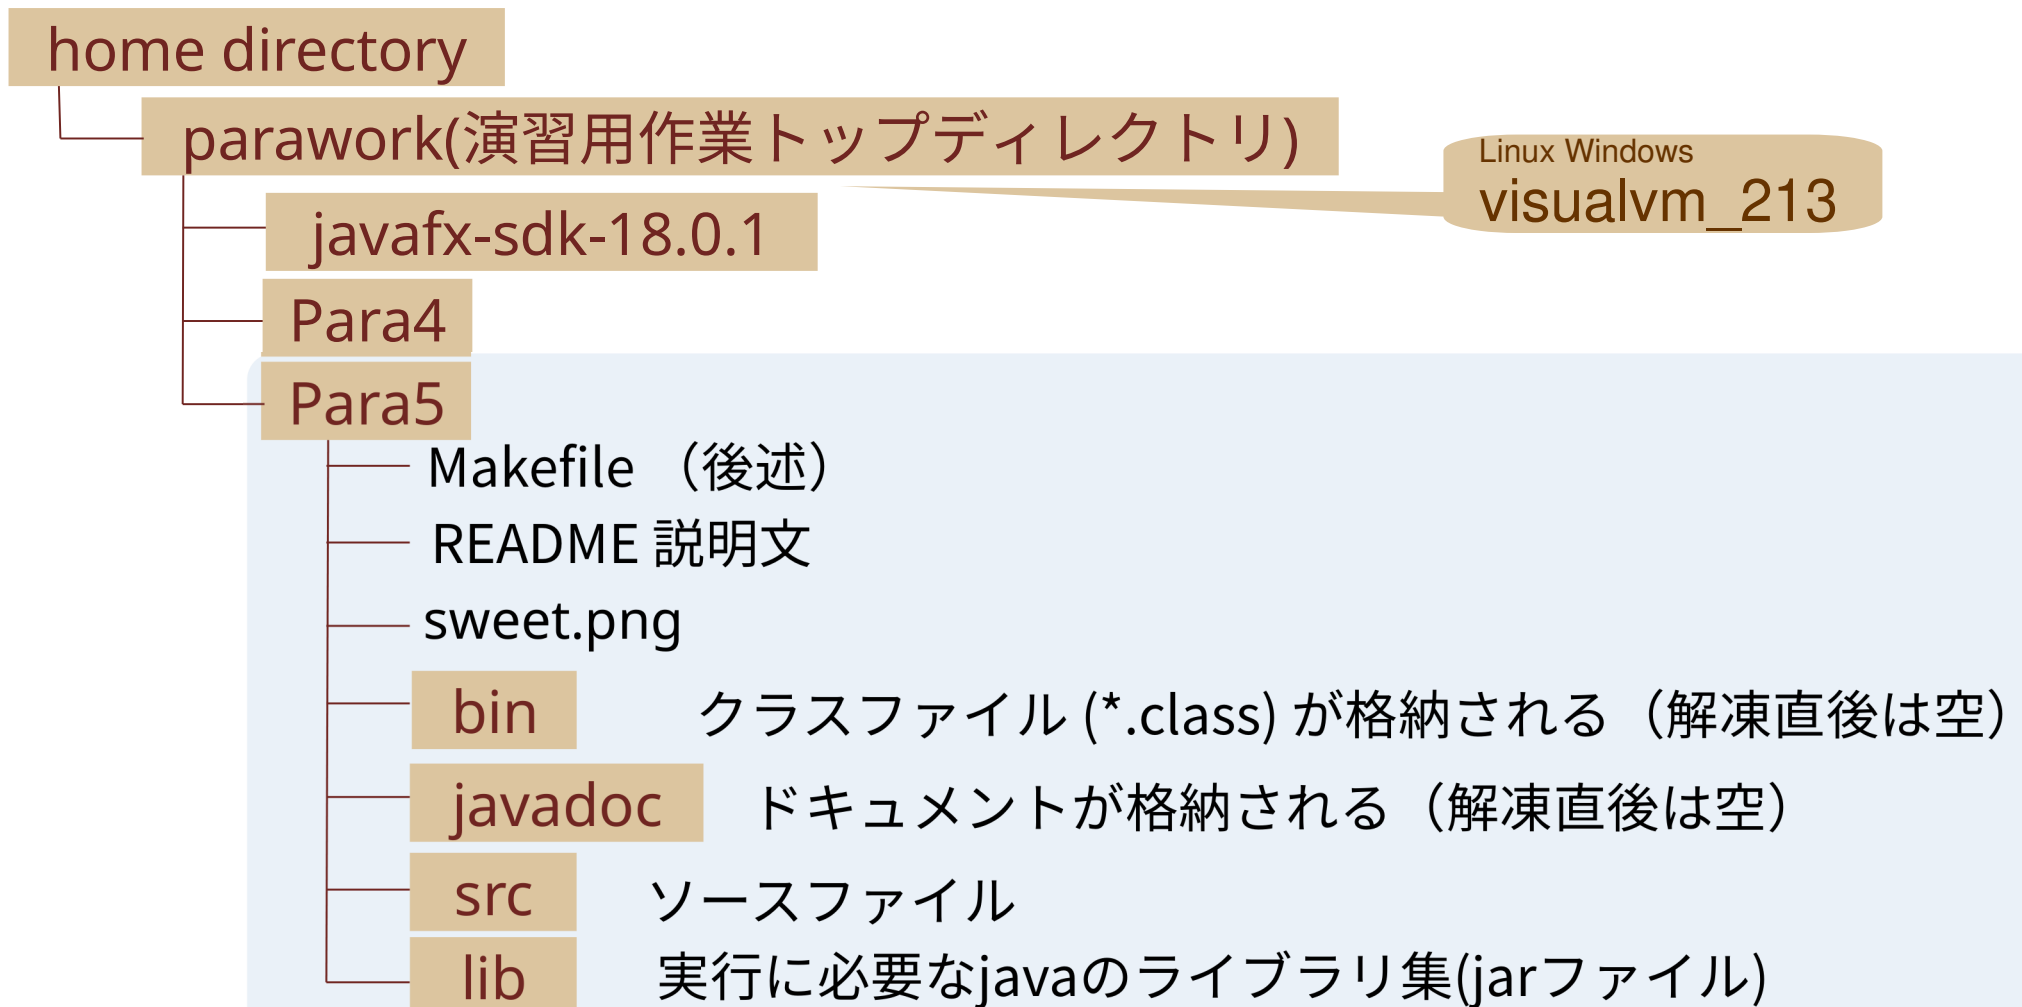 home directory
parawork(演習用作業トップディレクトリ)
Linux Windows
visualvm_213
javafx-sdk-18.0.1
Para4
Para5
Makefile （後述）
README 説明文
sweet.png
bin クラスファイル (*.class) が格納される（解凍直後は空）
javadoc ドキュメントが格納される（解凍直後は空）
src ソースファイル
lib 実行に必要なjavaのライブラリ集(jarファイル)